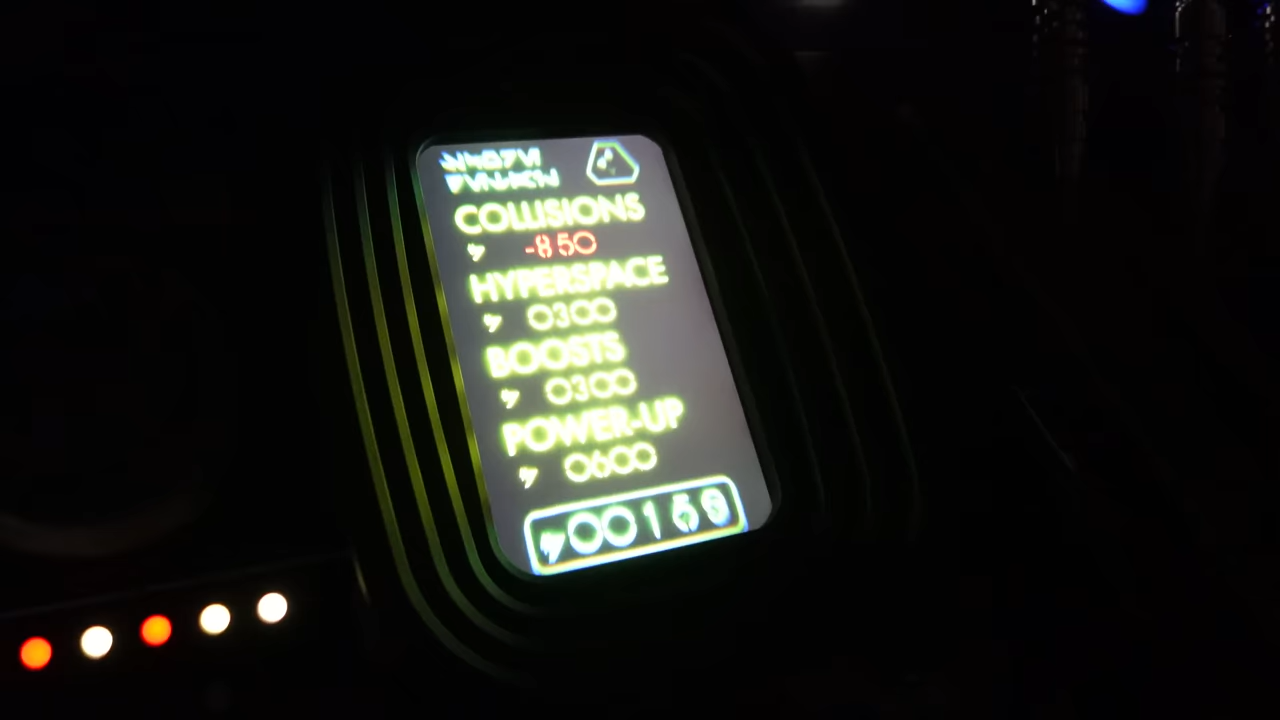 COLLISIONS
-850
HYPERSPACE
0300
BOOSTS
0300
POWER-UP
0600